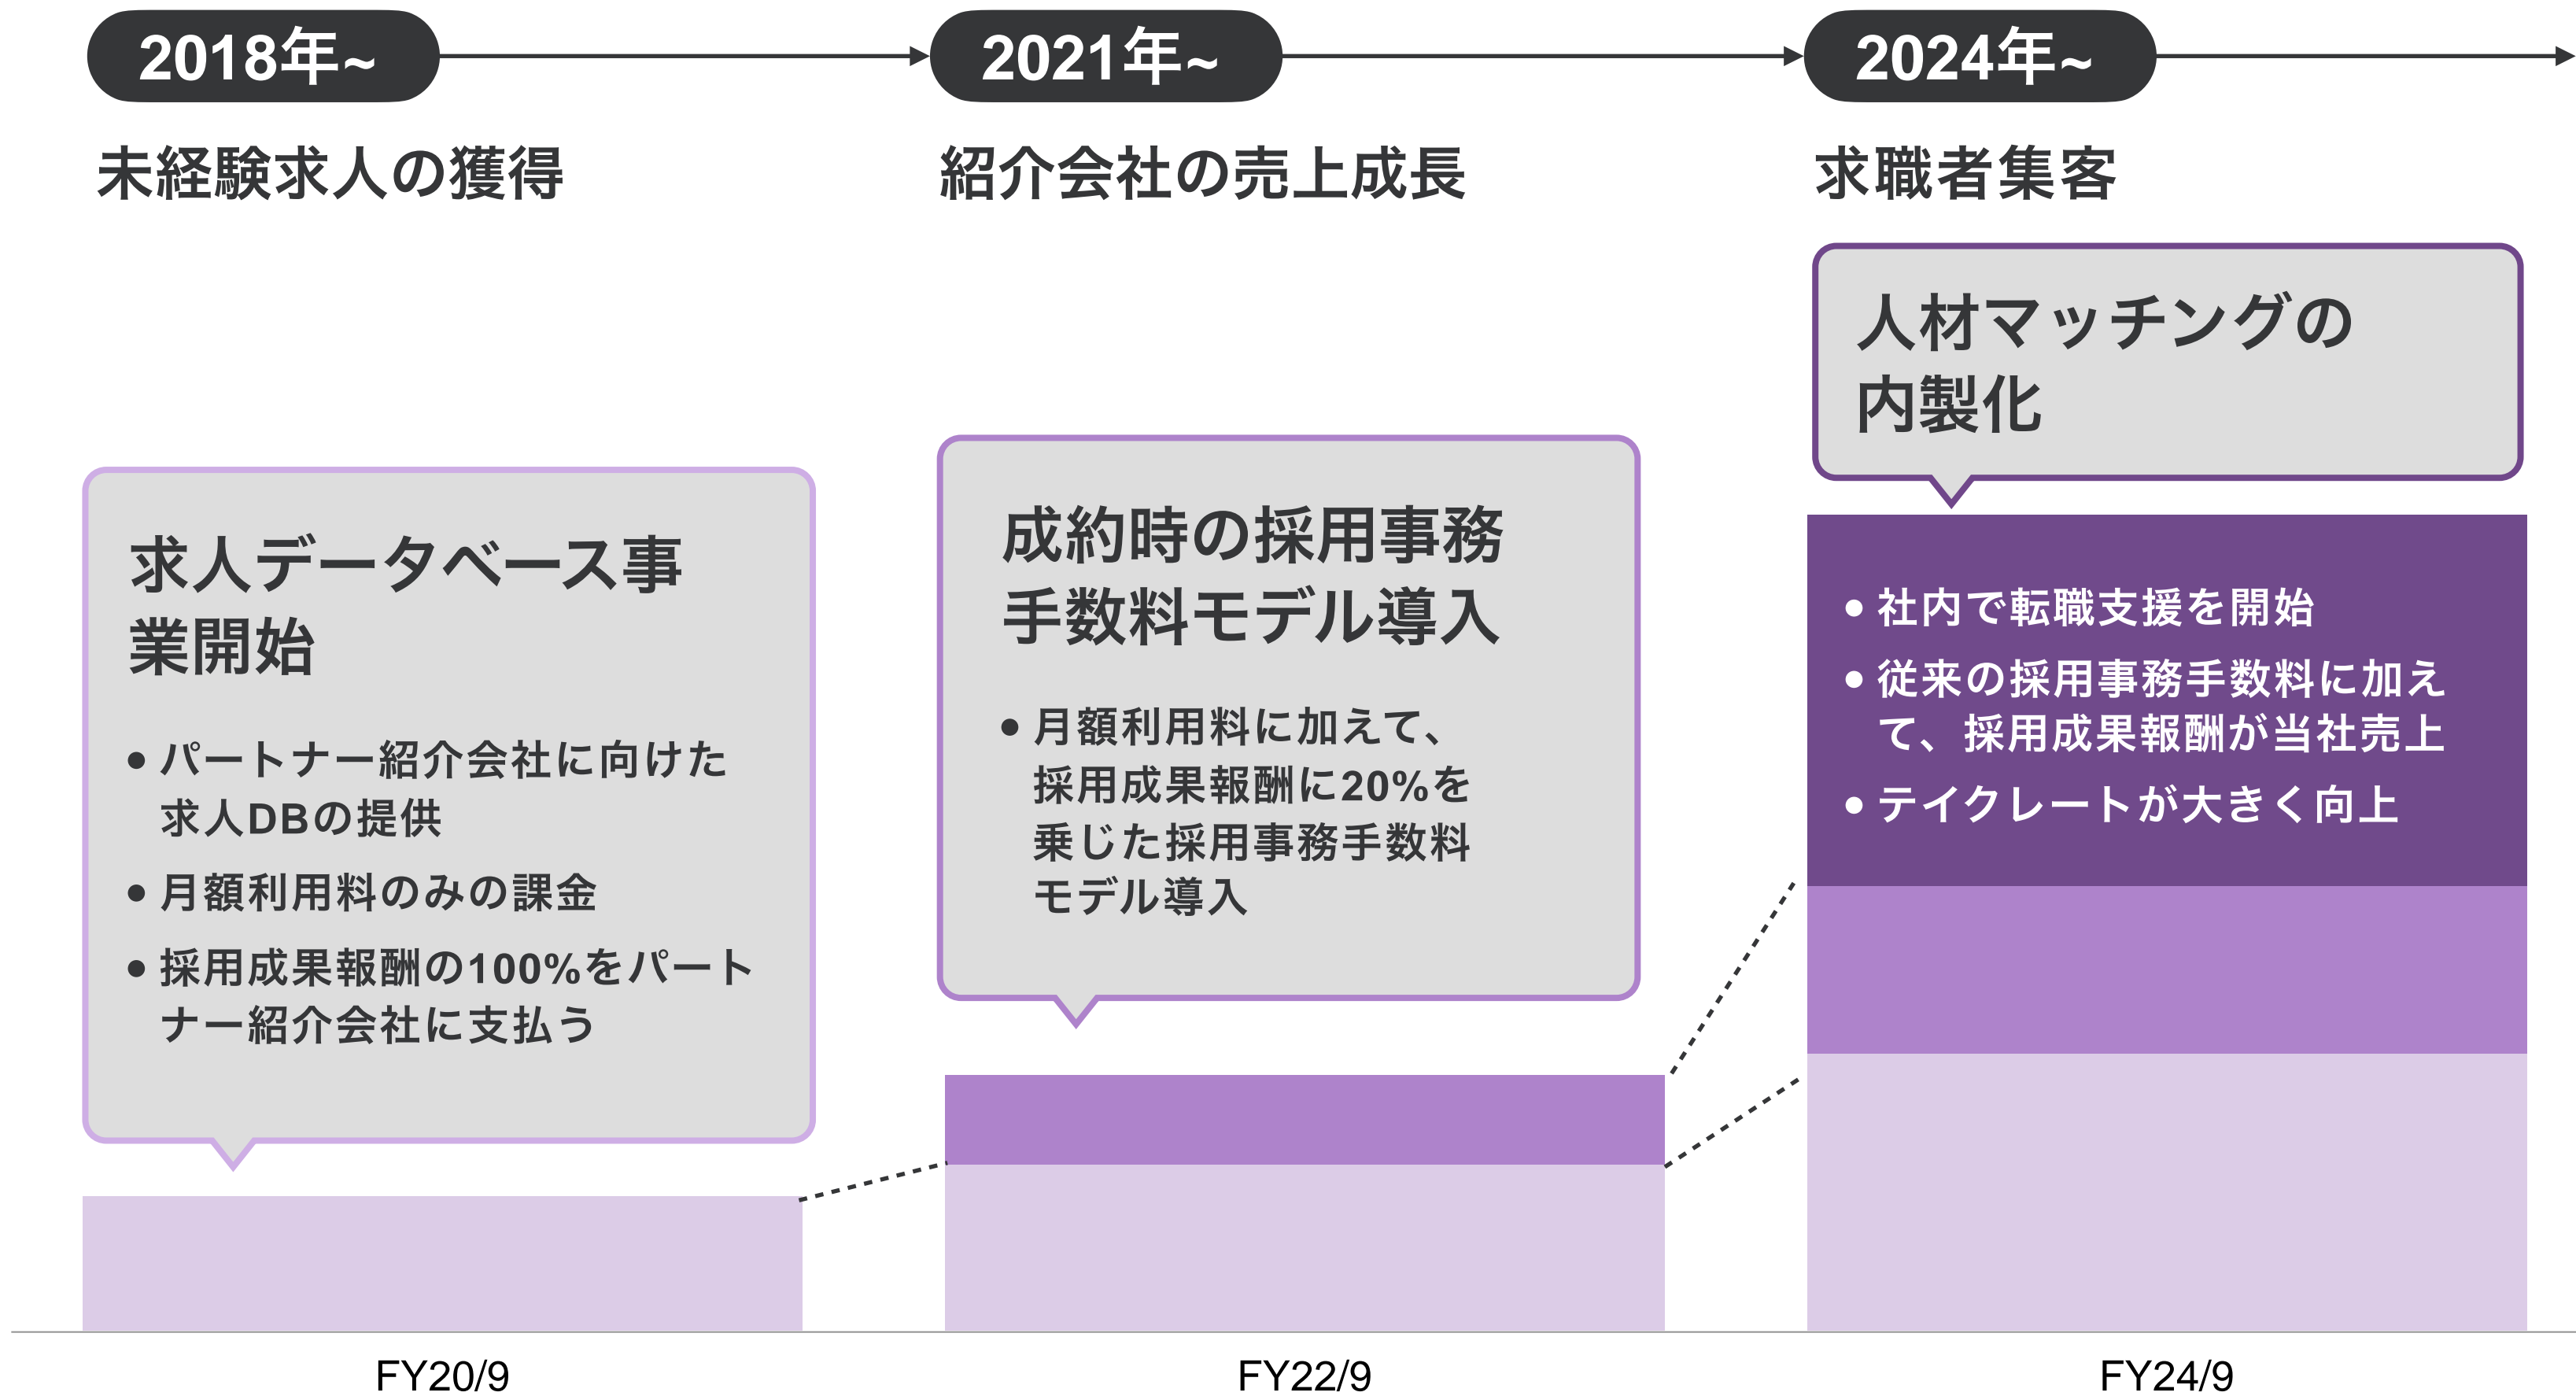 2018年~
2021年~
2024年~
未経験求人の獲得
紹介会社の売上成長
求職者集客
求人データベース事
業開始
• パートナー紹介会社に向けた
求人DBの提供
• 月額利用料のみの課金
• 採用成果報酬の100%をパート
ナー紹介会社に支払う
成約時の採用事務
手数料モデル導入
• 月額利用料に加えて、
採用成果報酬に20%を
乗じた採用事務手数料
モデル導入
人材マッチングの
内製化
• 社内で転職支援を開始
• 従来の採用事務手数料に加え
て、採用成果報酬が当社売上
• テイクレートが大きく向上
FY20/9
FY22/9
FY24/9